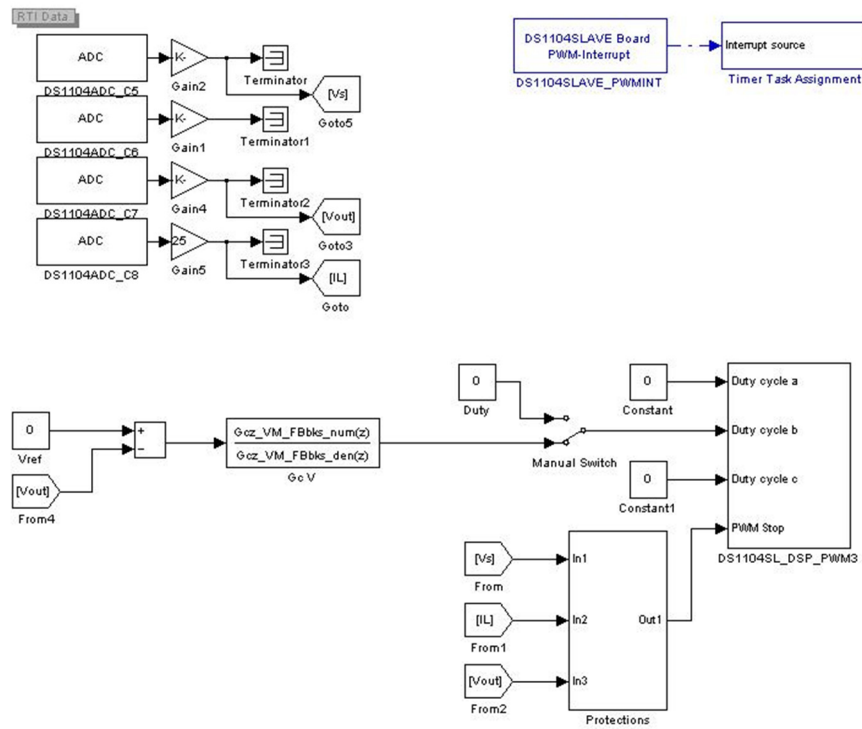 RTI Data
ADC
DS1104ADC_C5
K-
Gain2
Terminator
[Vs]
Goto5
ADC
DS1104ADC_C6
K-
Gain1
Terminator1
ADC
DS1104ADC_C7
K-
Gain4
Terminator2
[Vout]
Goto3
ADC
DS1104ADC_C8
25
Gain5
Terminator3
[IL]
Goto
DS1104SLAVE Board
PWM-Interrupt
DS1104SLAVE_PWMINT
Interrupt source
Timer Task Assignment
0
Vref
[Vout]
From4
+
−
Gcz_VM_FBbks_num(z)
Gcz_VM_FBbks_den(z)
Gc V
0
Duty
Manual Switch
0
Constant
0
Constant1
Duty cycle a
Duty cycle b
Duty cycle c
PWM Stop
DS1104SL_DSP_PWM3
[Vs]
From
[IL]
From1
[Vout]
From2
In1
In2
In3
Out1
Protections